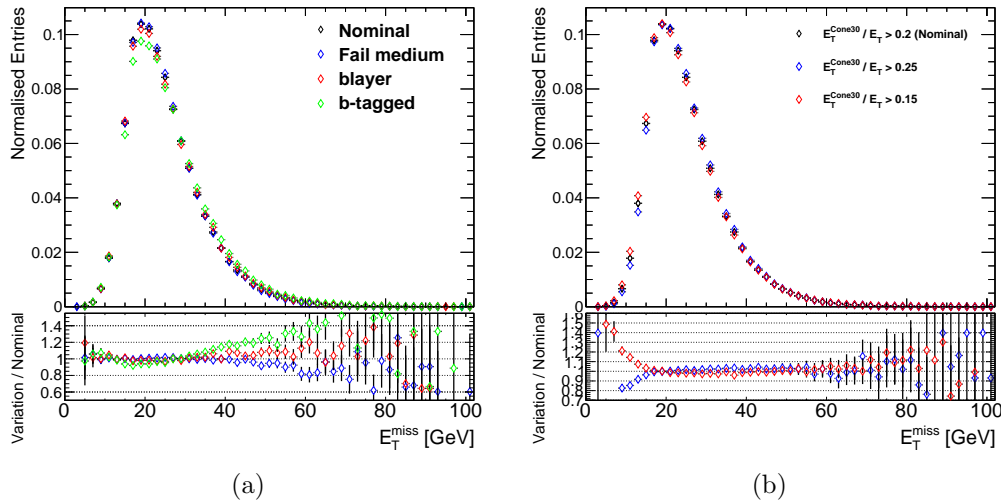 Normalised Entries
0.1
0.08
0.06
0.04
0.02
0
Nominal
Fail medium
blayer
b-tagged
Variation / Nominal
1.4
1.2
1
0.8
0.6
0 20 40 60 80 100
E_T^miss [GeV]
(a)
Normalised Entries
0.1
0.08
0.06
0.04
0.02
0
E_T^Cone30 / E_T > 0.2 (Nominal)
E_T^Cone30 / E_T > 0.25
E_T^Cone30 / E_T > 0.15
Variation / Nominal
1.3
1.2
1
0.9
0.8
0.7
0 20 40 60 80 100
E_T^miss [GeV]
(b)